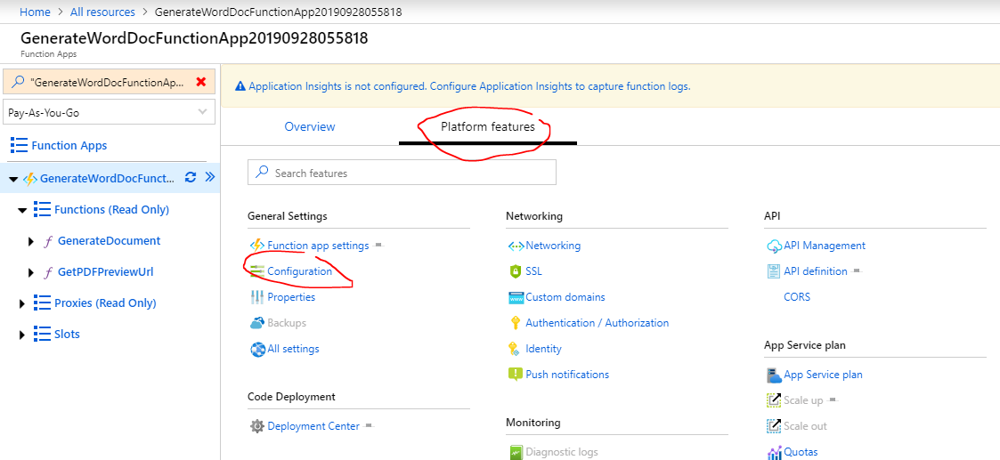 Home > All resources > GenerateWordDocFunctionApp20190928055818
GenerateWordDocFunctionApp20190928055818
Function Apps
"GenerateWordDocFunctionAp...
Pay-As-You-Go
Function Apps
GenerateWordDocFunct...
Functions (Read Only)
GenerateDocument
GetPDFPreviewUrl
Proxies (Read Only)
Slots
Application Insights is not configured. Configure Application Insights to capture function logs.
Overview
Platform features
Search features
General Settings
Function app settings
Configuration
Properties
Backups
All settings
Code Deployment
Deployment Center
Networking
Networking
SSL
Custom domains
Authentication / Authorization
Identity
Push notifications
Monitoring
Diagnostic logs
API
API Management
API definition
CORS
App Service plan
App Service plan
Scale up
Scale out
Quotas